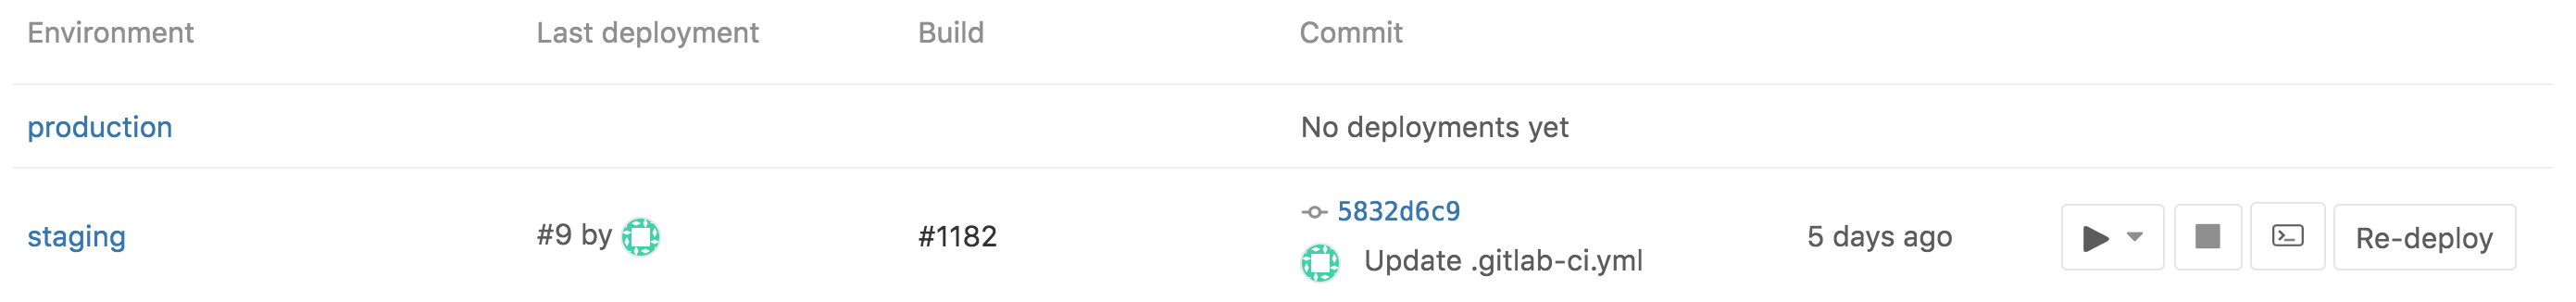 Environment Last deployment Build Commit
production No deployments yet
staging #9 by #1182 5832d6c9 5 days ago Re-deploy
Update .gitlab-ci.yml